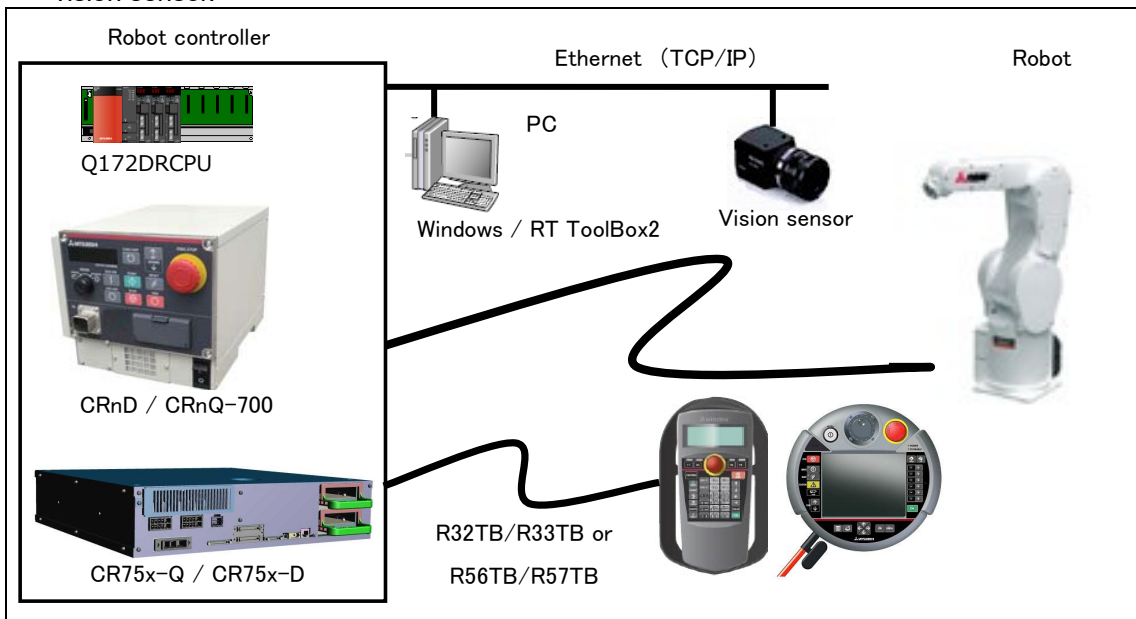 Robot controller
Ethernet （TCP/IP）
Robot
Q172DRCPU
PC
Windows / RT ToolBox2
Vision sensor
CRnD / CRnQ-700
R32TB/R33TB or
R56TB/R57TB
CR75x-Q / CR75x-D